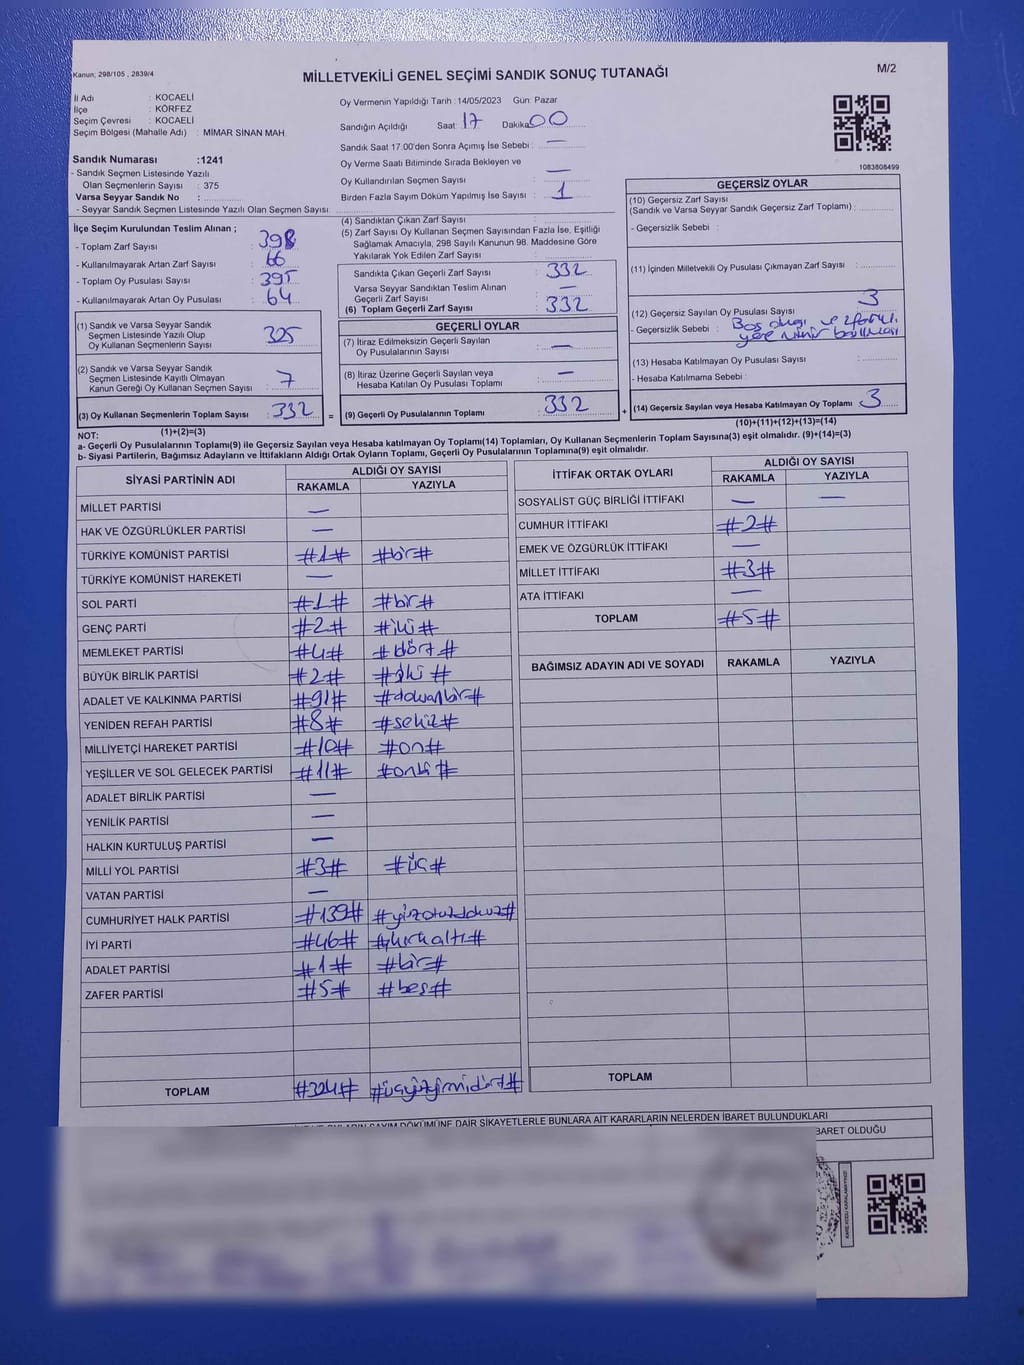 Kanun; 298/105 , 2839/4
MİLLETVEKİLİ GENEL SEÇİMİ SANDIK SONUÇ TUTANAĞI
M/2
İl Adı : KOCAELİ
İlçe : KÖRFEZ
Seçim Çevresi : KOCAELİ
Seçim Bölgesi (Mahalle Adı) : MİMAR SİNAN MAH.
Sandık Numarası :1241
- Sandık Seçmen Listesinde Yazılı
Olan Seçmenlerin Sayısı : 375
Varsa Seyyar Sandık No :
- Seyyar Sandık Seçmen Listesinde Yazılı Olan Seçmen Sayısı:
Oy Vermenin Yapıldığı Tarih :14/05/2023 Gün: Pazar
Sandığın Açıldığı Saat: 17 Dakika: 00
Sandık Saat 17:00'den Sonra Açımış İse Sebebi : —
Oy Verme Saati Bitiminde Sırada Bekleyen ve
Oy Kullandırılan Seçmen Sayısı : —
Birden Fazla Sayım Döküm Yapılmış İse Sayısı : 1
1083808499
İlçe Seçim Kurulundan Teslim Alınan ;
- Toplam Zarf Sayısı : 398
- Kullanılmayarak Artan Zarf Sayısı : 66
- Toplam Oy Pusulası Sayısı : 395
- Kullanılmayarak Artan Oy Pusulası : 64
(4) Sandıktan Çıkan Zarf Sayısı :
(5) Zarf Sayısı Oy Kullanan Seçmen Sayısından Fazla İse, Eşitliği
Sağlamak Amacıyla, 298 Sayılı Kanunun 98. Maddesine Göre
Yakılarak Yok Edilen Zarf Sayısı :
Sandıkta Çıkan Geçerli Zarf Sayısı : 332
Varsa Seyyar Sandıktan Teslim Alınan
Geçerli Zarf Sayısı : —
(6) Toplam Geçerli Zarf Sayısı : 332
GEÇERSİZ OYLAR
(10) Geçersiz Zarf Sayısı
(Sandık ve Varsa Seyyar Sandık Geçersiz Zarf Toplamı) :
- Geçersizlik Sebebi :
(11) İçinden Milletvekili Oy Pusulası Çıkmayan Zarf Sayısı :
(12) Geçersiz Sayılan Oy Pusulası Sayısı : 3
- Geçersizlik Sebebi : Boş
(13) Hesaba Katılmayan Oy Pusulası Sayısı :
- Hesaba Katılmama Sebebi :
(14) Geçersiz Sayılan veya Hesaba Katılmayan Oy Toplamı : 3
(10)+(11)+(12)+(13)=(14)
(1) Sandık ve Varsa Seyyar Sandık
Seçmen Listesinde Yazılı Olup
Oy Kullanan Seçmenlerin Sayısı : 325
(2) Sandık ve Varsa Seyyar Sandık
Seçmen Listesinde Kayıtlı Olmayan
Kanun Gereği Oy Kullanan Seçmen Sayısı : 7
(3) Oy Kullanan Seçmenlerin Toplam Sayısı : 332 =
(1)+(2)=(3)
GEÇERLİ OYLAR
(7) İtiraz Edilmeksizin Geçerli Sayılan
Oy Pusulalarının Sayısı : —
(8) İtiraz Üzerine Geçerli Sayılan veya
Hesaba Katılan Oy Pusulası Toplamı : —
(9) Geçerli Oy Pusulalarının Toplamı : 332 +
NOT:
a- Geçerli Oy Pusulalarının Toplamı(9) ile Geçersiz Sayılan veya Hesaba katılmayan Oy Toplamı(14) Toplamları, Oy Kullanan Seçmenlerin Toplam Sayısına(3) eşit olmalıdır. (9)+(14)=(3)
b- Siyasi Partilerin, Bağımsız Adayların ve İttifakların Aldığı Ortak Oyların Toplamı, Geçerli Oy Pusulalarının Toplamına(9) eşit olmalıdır.
SİYASİ PARTİNİN ADI ALDIĞI OY SAYISI
RAKAMLA YAZIYLA
MİLLET PARTİSİ —
HAK VE ÖZGÜRLÜKLER PARTİSİ —
TÜRKİYE KOMÜNİST PARTİSİ #1# #bir#
TÜRKİYE KOMÜNİST HAREKETİ —
SOL PARTİ #1# #bir#
GENÇ PARTİ #2# #iki#
MEMLEKET PARTİSİ #4# #dört#
BÜYÜK BİRLİK PARTİSİ #2# #iki#
ADALET VE KALKINMA PARTİSİ #91# #doksanbir#
YENİDEN REFAH PARTİSİ #8# #sekiz#
MİLLİYETÇİ HAREKET PARTİSİ #10# #on#
YEŞİLLER VE SOL GELECEK PARTİSİ #11# #onbir#
ADALET BİRLİK PARTİSİ —
YENİLİK PARTİSİ —
HALKIN KURTULUŞ PARTİSİ —
MİLLİ YOL PARTİSİ #3# #üç#
VATAN PARTİSİ —
CUMHURİYET HALK PARTİSİ #139# #yüzotuzdokuz#
İYİ PARTİ #46# #kırkaltı#
ADALET PARTİSİ #1# #bir#
ZAFER PARTİSİ #5# #beş#
TOPLAM #324# #üçyüzyirmidört#
İTTİFAK ORTAK OYLARI ALDIĞI OY SAYISI
RAKAMLA YAZIYLA
SOSYALİST GÜÇ BİRLİĞİ İTTİFAKI — —
CUMHUR İTTİFAKI #2#
EMEK VE ÖZGÜRLÜK İTTİFAKI —
MİLLET İTTİFAKI #3#
ATA İTTİFAKI —
TOPLAM #5#
BAĞIMSIZ ADAYIN ADI VE SOYADI RAKAMLA YAZIYLA
TOPLAM
SAYIM DÖKÜMÜNE DAİR ŞİKAYETLERLE BUNLARA AİT KARARLARIN NELERDEN İBARET BULUNDUKLARI
BARET OLDUĞU